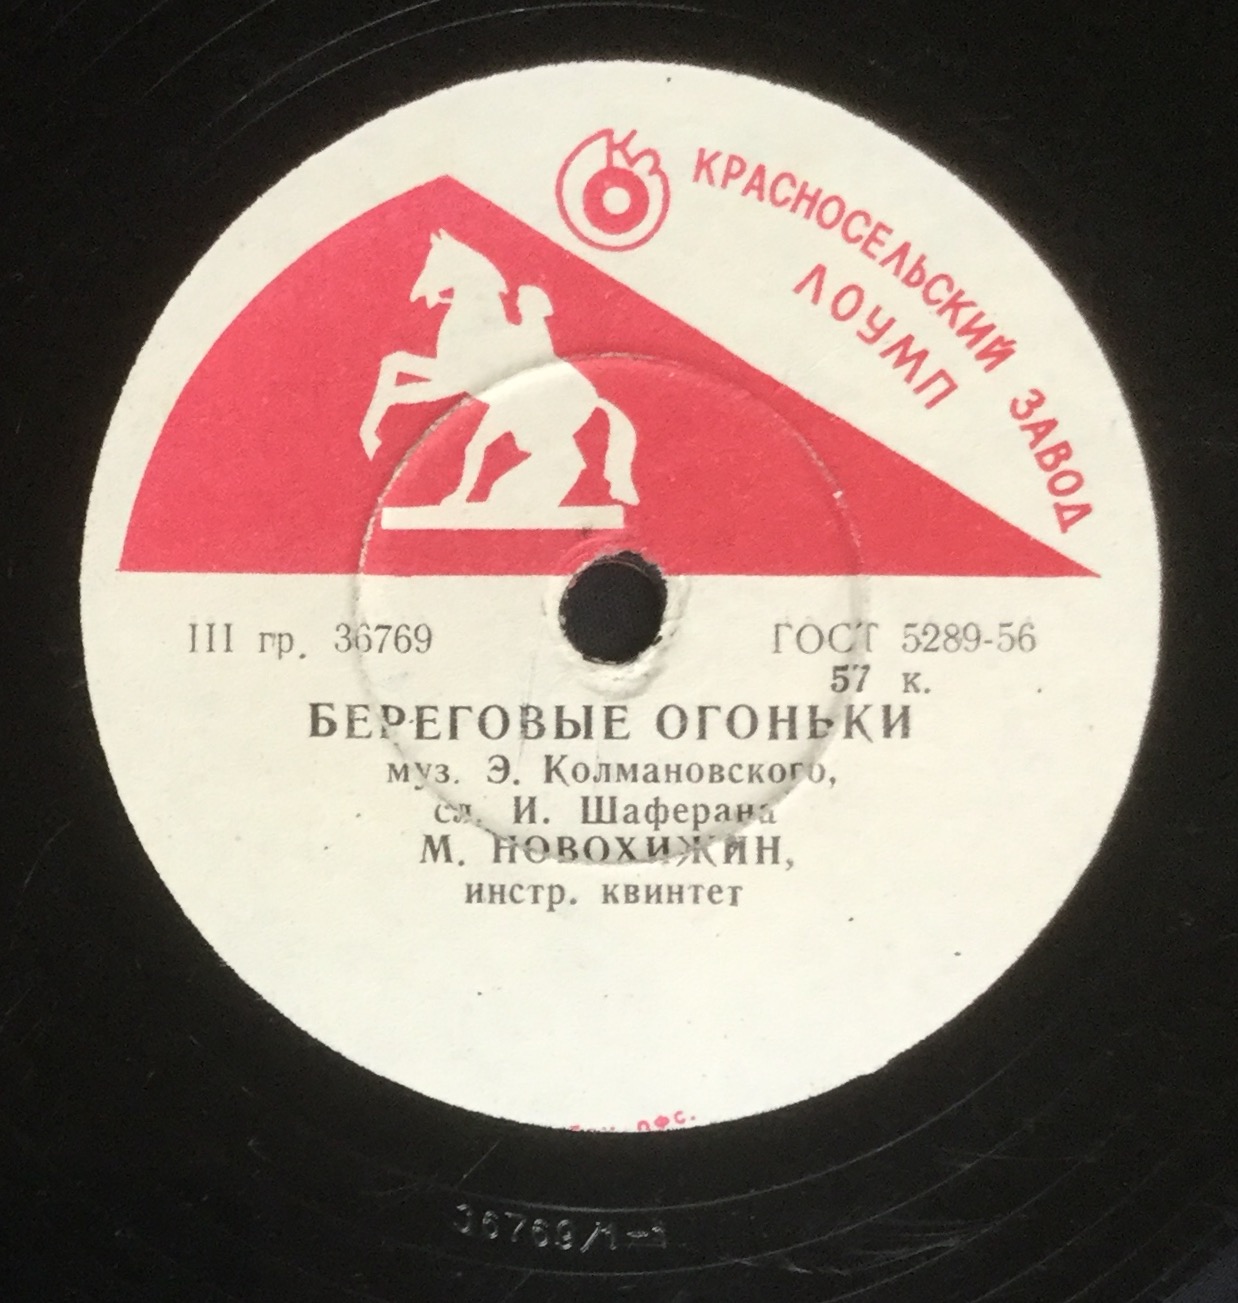 КЗ
КРАСНОСЕЛЬСКИЙ ЗАВОД
ЛОУМП
III гр. 36769
ГОСТ 5289-56
57 к.
БЕРЕГОВЫЕ ОГОНЬКИ
муз. Э. Колмановского,
сл. И. Шаферана
М. НОВОХИЖИН,
инстр. квинтет
36769/1-1